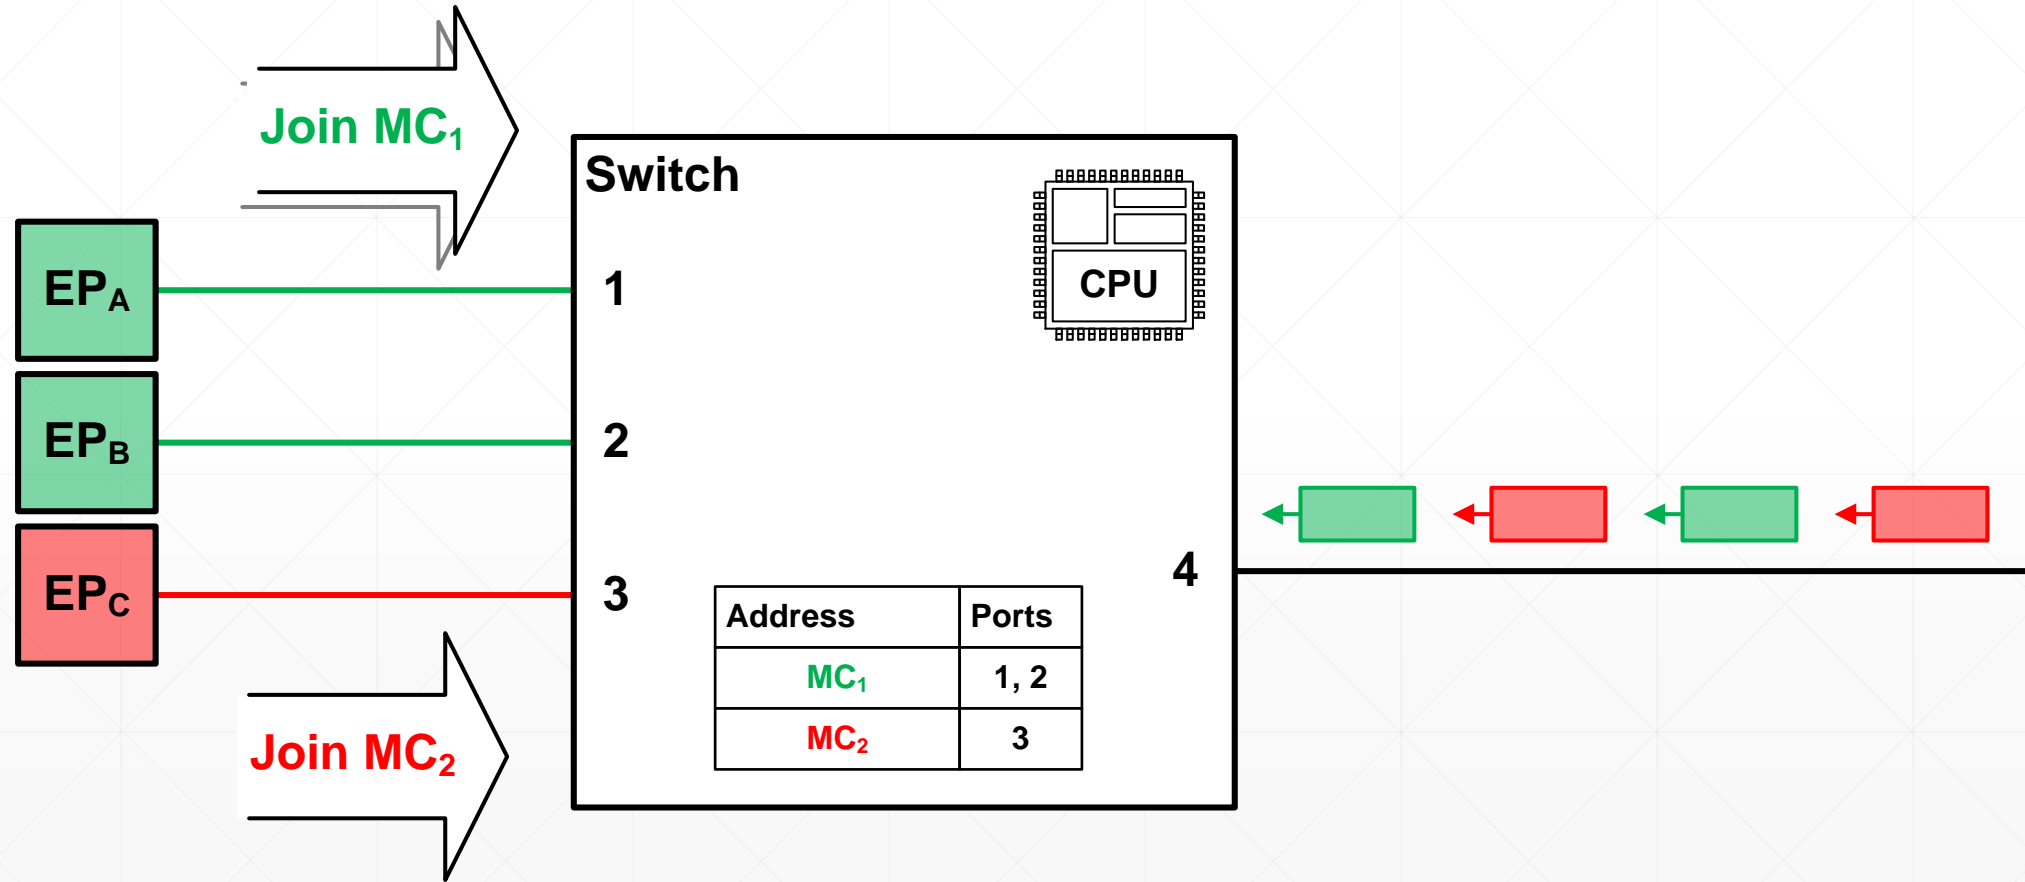 Join MC₁
Switch
CPU
EPA
1
EPB
2
EPC
3
4
Address Ports
MC₁ 1, 2
MC₂ 3
Join MC₂